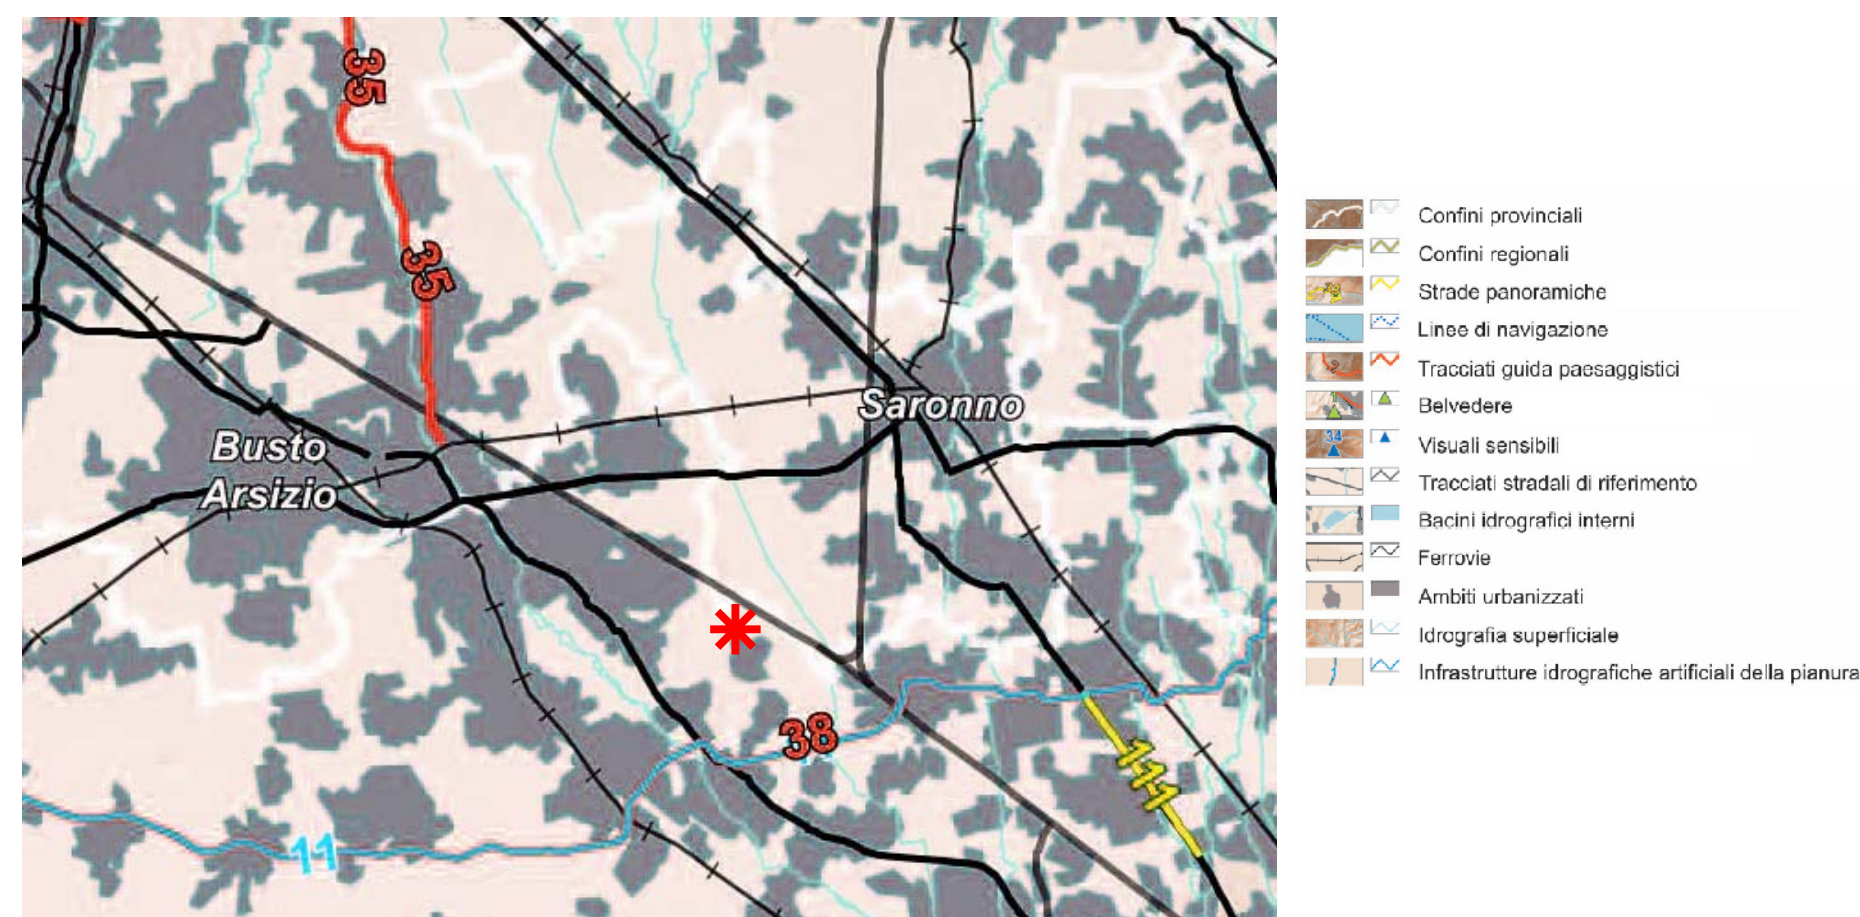 35
35
Saronno
Busto
Arsizio
38
111
11
Confini provinciali
Confini regionali
Strade panoramiche
Linee di navigazione
Tracciati guida paesaggistici
Belvedere
34
Visuali sensibili
Tracciati stradali di riferimento
Bacini idrografici interni
Ferrovie
Ambiti urbanizzati
Idrografia superficiale
Infrastrutture idrografiche artificiali della pianura